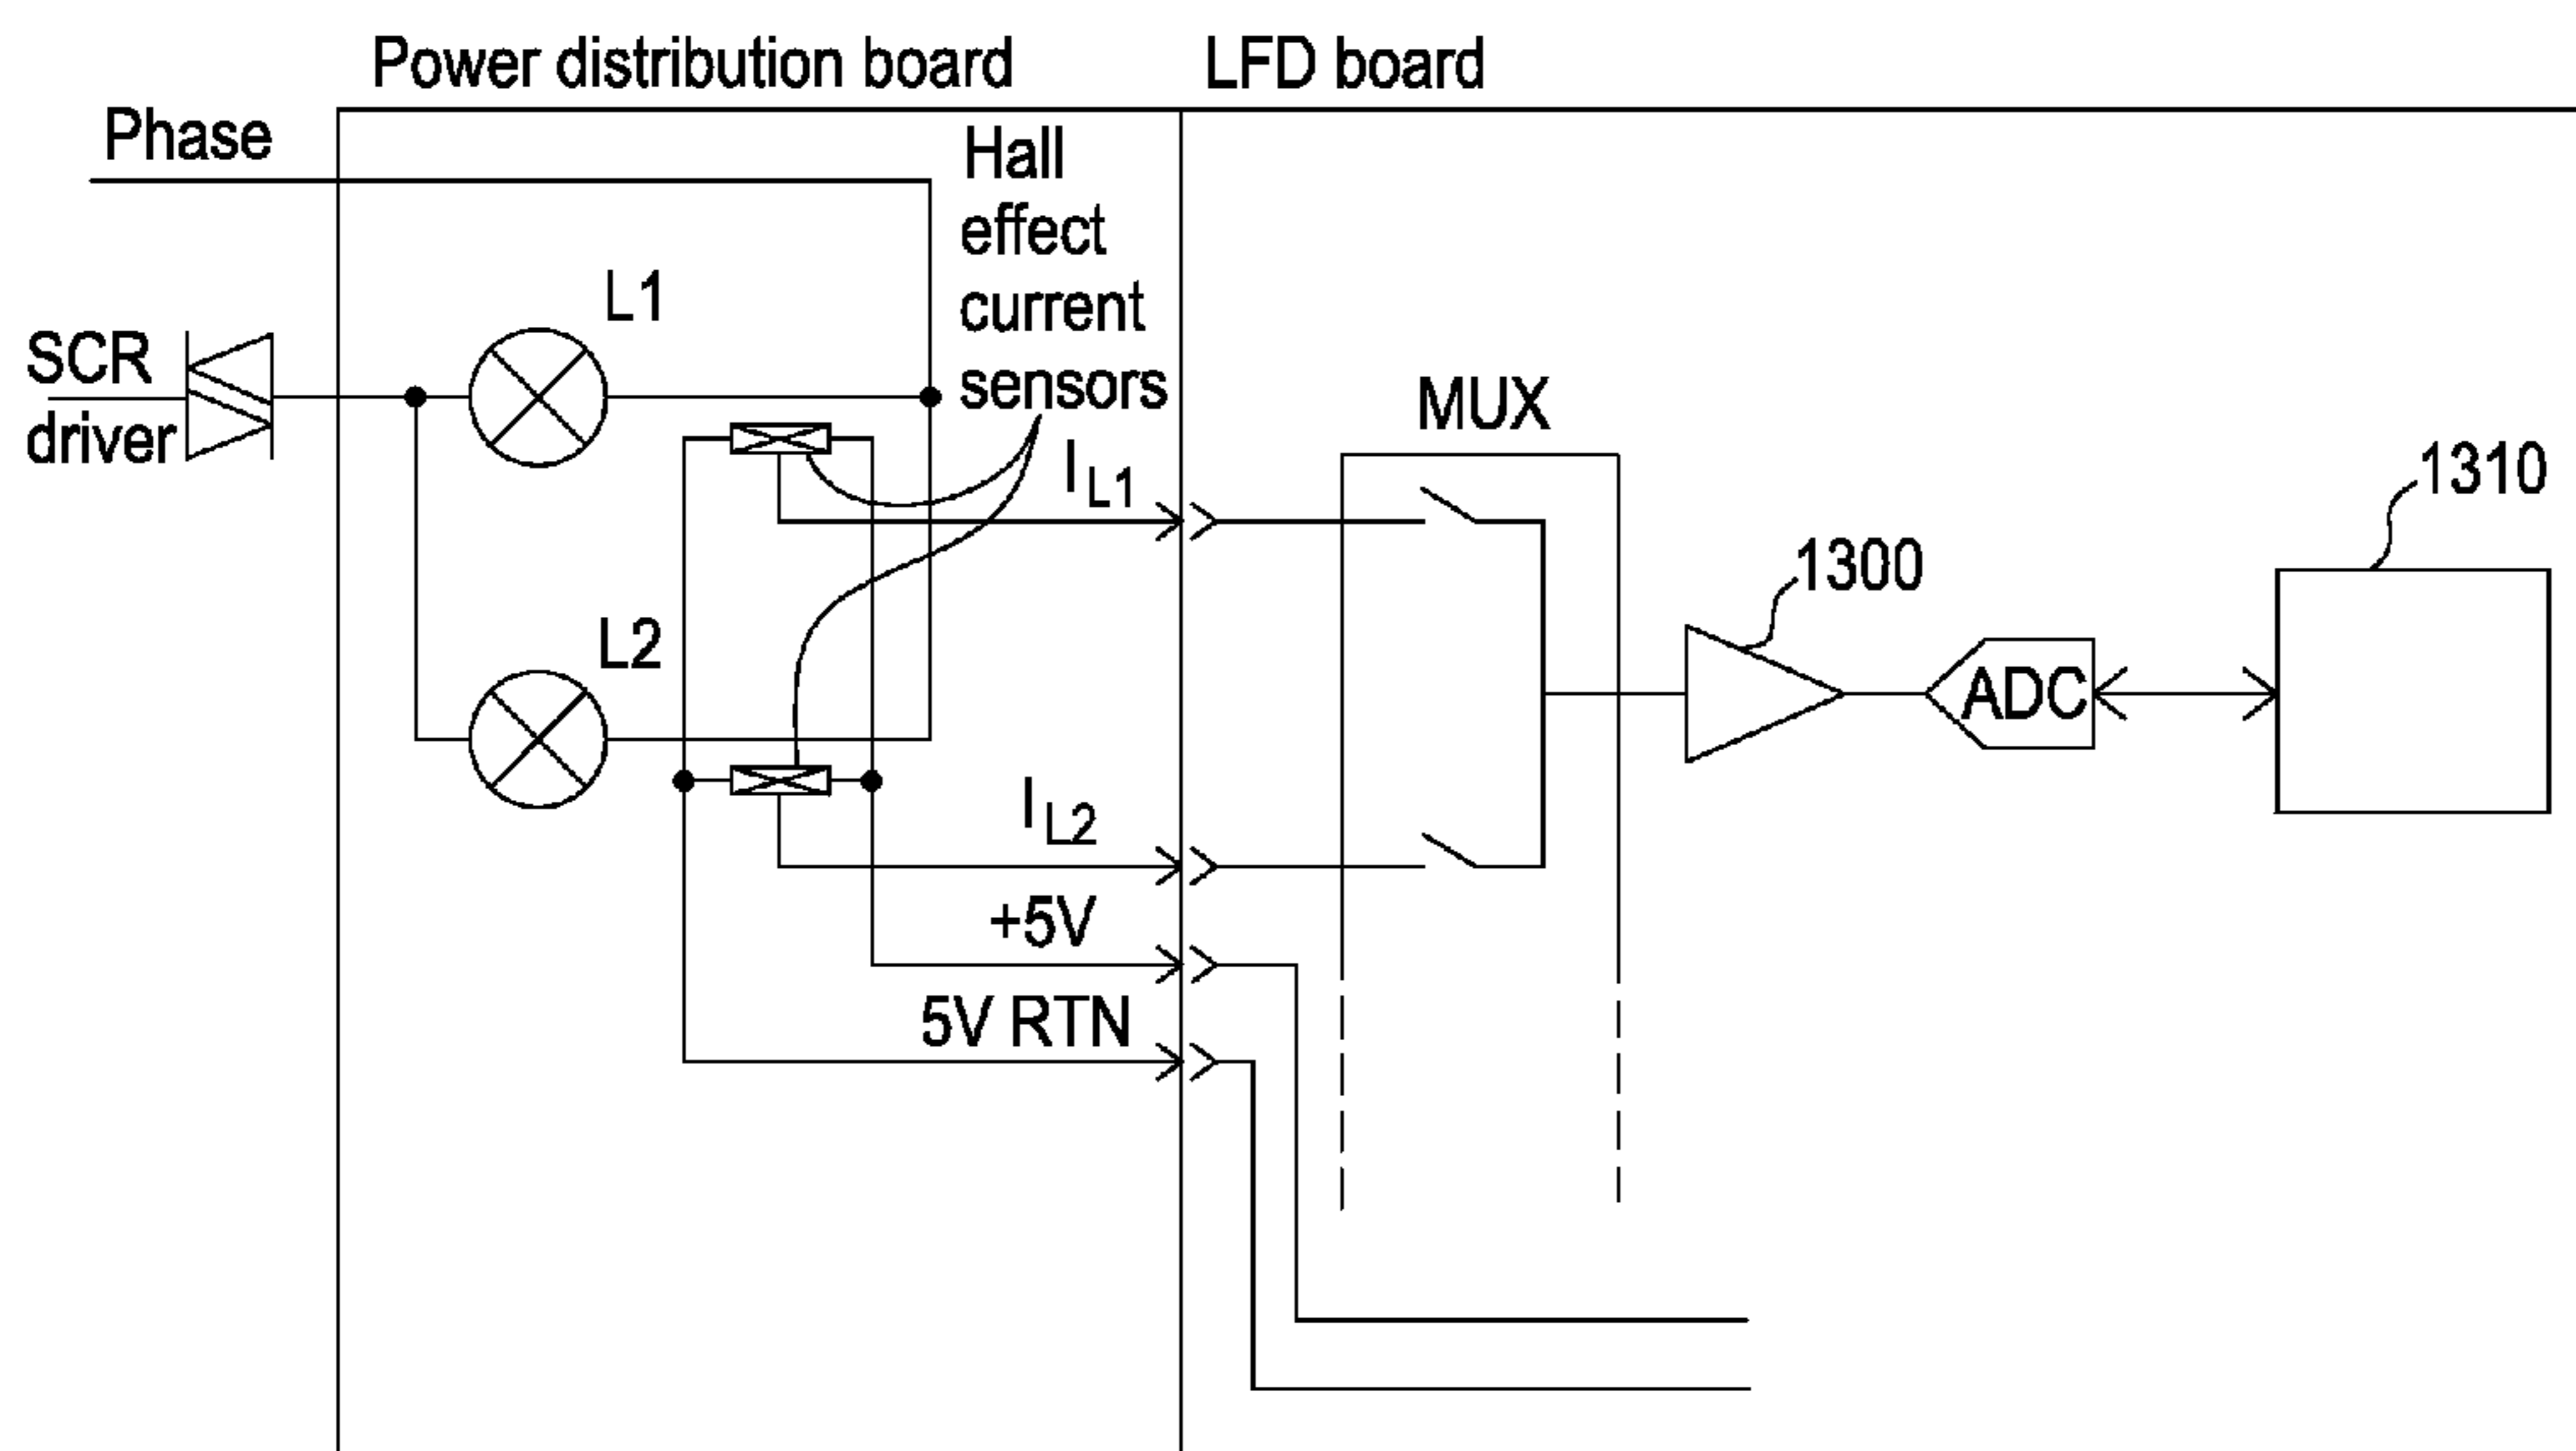 Power distribution board
LFD board
Phase
Hall
effect
current
sensors
L1
SCR
driver
MUX
I L1
1310
1300
L2
ADC
I L2
+5V
5V RTN